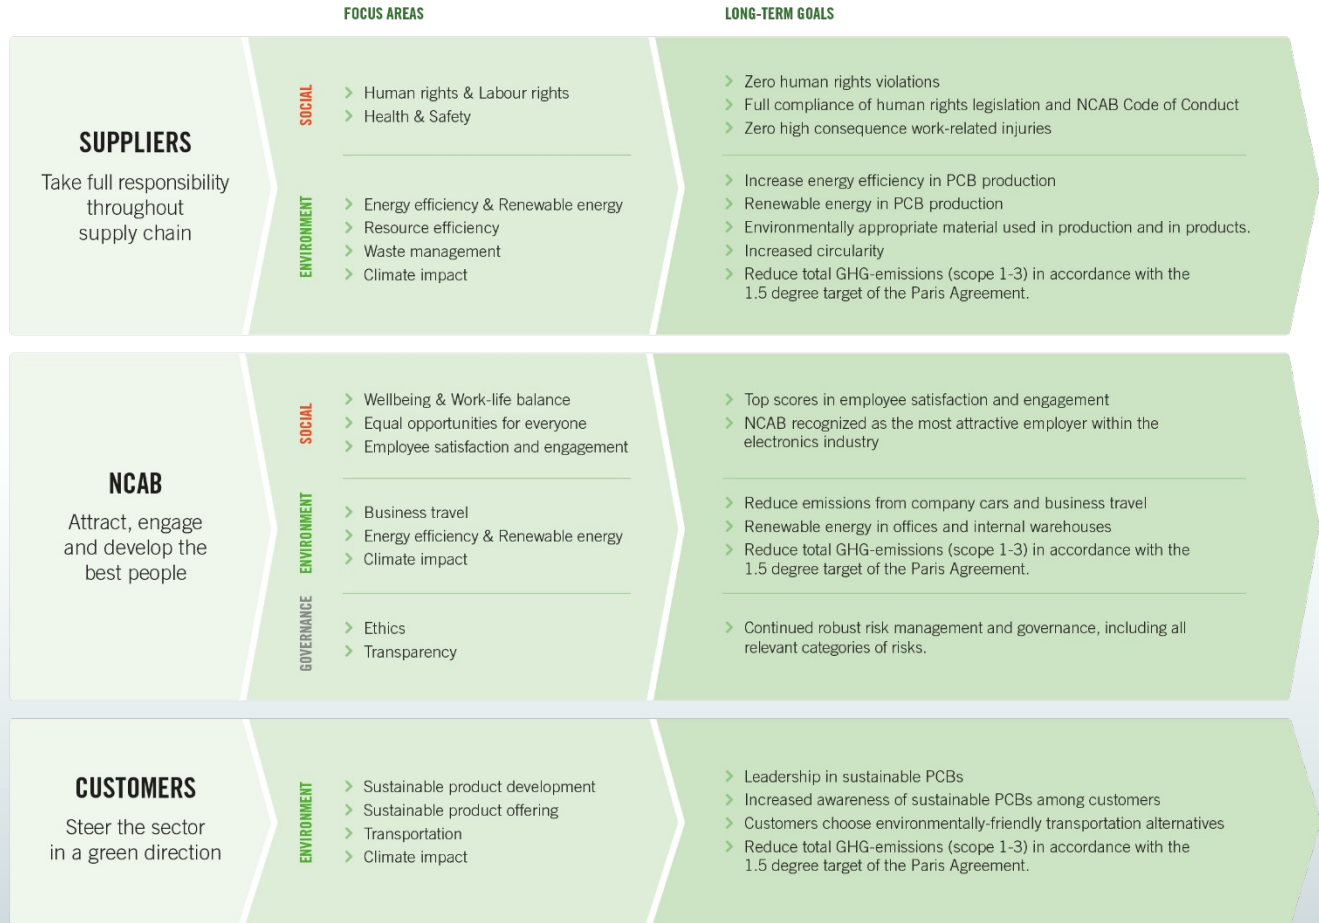 FOCUS AREAS
LONG-TERM GOALS
SUPPLIERS
Take full responsibility
throughout
supply chain
SOCIAL
Human rights & Labour rights
Health & Safety
Zero human rights violations
Full compliance of human rights legislation and NCAB Code of Conduct
Zero high consequence work-related injuries
ENVIRONMENT
Energy efficiency & Renewable energy
Resource efficiency
Waste management
Climate impact
Increase energy efficiency in PCB production
Renewable energy in PCB production
Environmentally appropriate material used in production and in products.
Increased circularity
Reduce total GHG-emissions (scope 1-3) in accordance with the
1.5 degree target of the Paris Agreement.
NCAB
Attract, engage
and develop the
best people
SOCIAL
Wellbeing & Work-life balance
Equal opportunities for everyone
Employee satisfaction and engagement
Top scores in employee satisfaction and engagement
NCAB recognized as the most attractive employer within the
electronics industry
ENVIRONMENT
Business travel
Energy efficiency & Renewable energy
Climate impact
Reduce emissions from company cars and business travel
Renewable energy in offices and internal warehouses
Reduce total GHG-emissions (scope 1-3) in accordance with the
1.5 degree target of the Paris Agreement.
GOVERNANCE
Ethics
Transparency
Continued robust risk management and governance, including all
relevant categories of risks.
CUSTOMERS
Steer the sector
in a green direction
ENVIRONMENT
Sustainable product development
Sustainable product offering
Transportation
Climate impact
Leadership in sustainable PCBs
Increased awareness of sustainable PCBs among customers
Customers choose environmentally-friendly transportation alternatives
Reduce total GHG-emissions (scope 1-3) in accordance with the
1.5 degree target of the Paris Agreement.